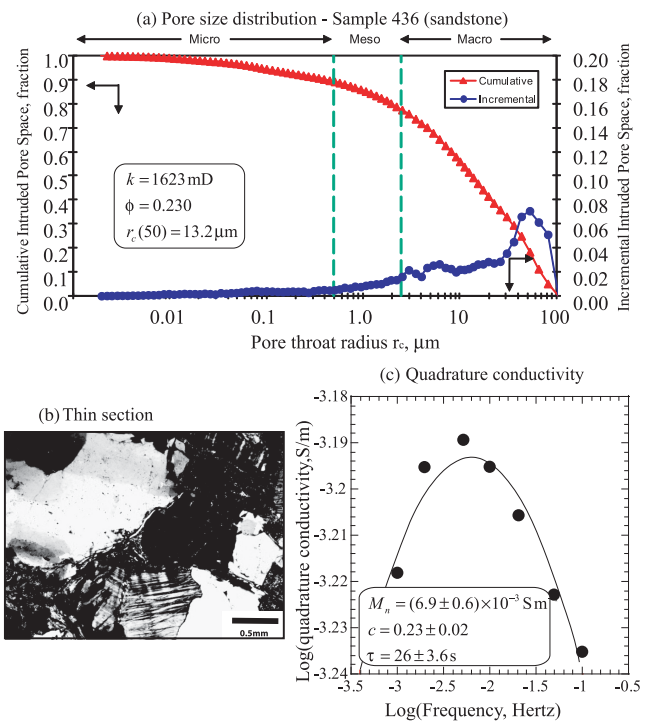 (a) Pore size distribution - Sample 436 (sandstone)
Micro Meso Macro
Cumulative Intruded Pore Space, fraction
1.0
0.9
0.8
0.7
0.6
0.5
0.4
0.3
0.2
0.1
0.0
Cumulative
Incremental
k = 1623 mD
ϕ = 0.230
r_c(50) = 13.2 μm
0.20
0.18
0.16
0.14
0.12
0.10
0.08
0.06
0.04
0.02
0.00
Incremental Intruded Pore Space, fraction
0.01 0.1 1.0 10 100
Pore throat radius r_c, μm
(b) Thin section
0.5mm
(c) Quadrature conductivity
Log(quadrature conductivity,S/m)
-3.18
-3.19
-3.2
-3.21
-3.22
-3.23
-3.24
M_n = (6.9 ± 0.6)×10⁻³ S m⁻
c = 0.23 ± 0.02
τ = 26 ± 3.6 s
-3.5 -3 -2.5 -2 -1.5 -1 -0.5
Log(Frequency, Hertz)